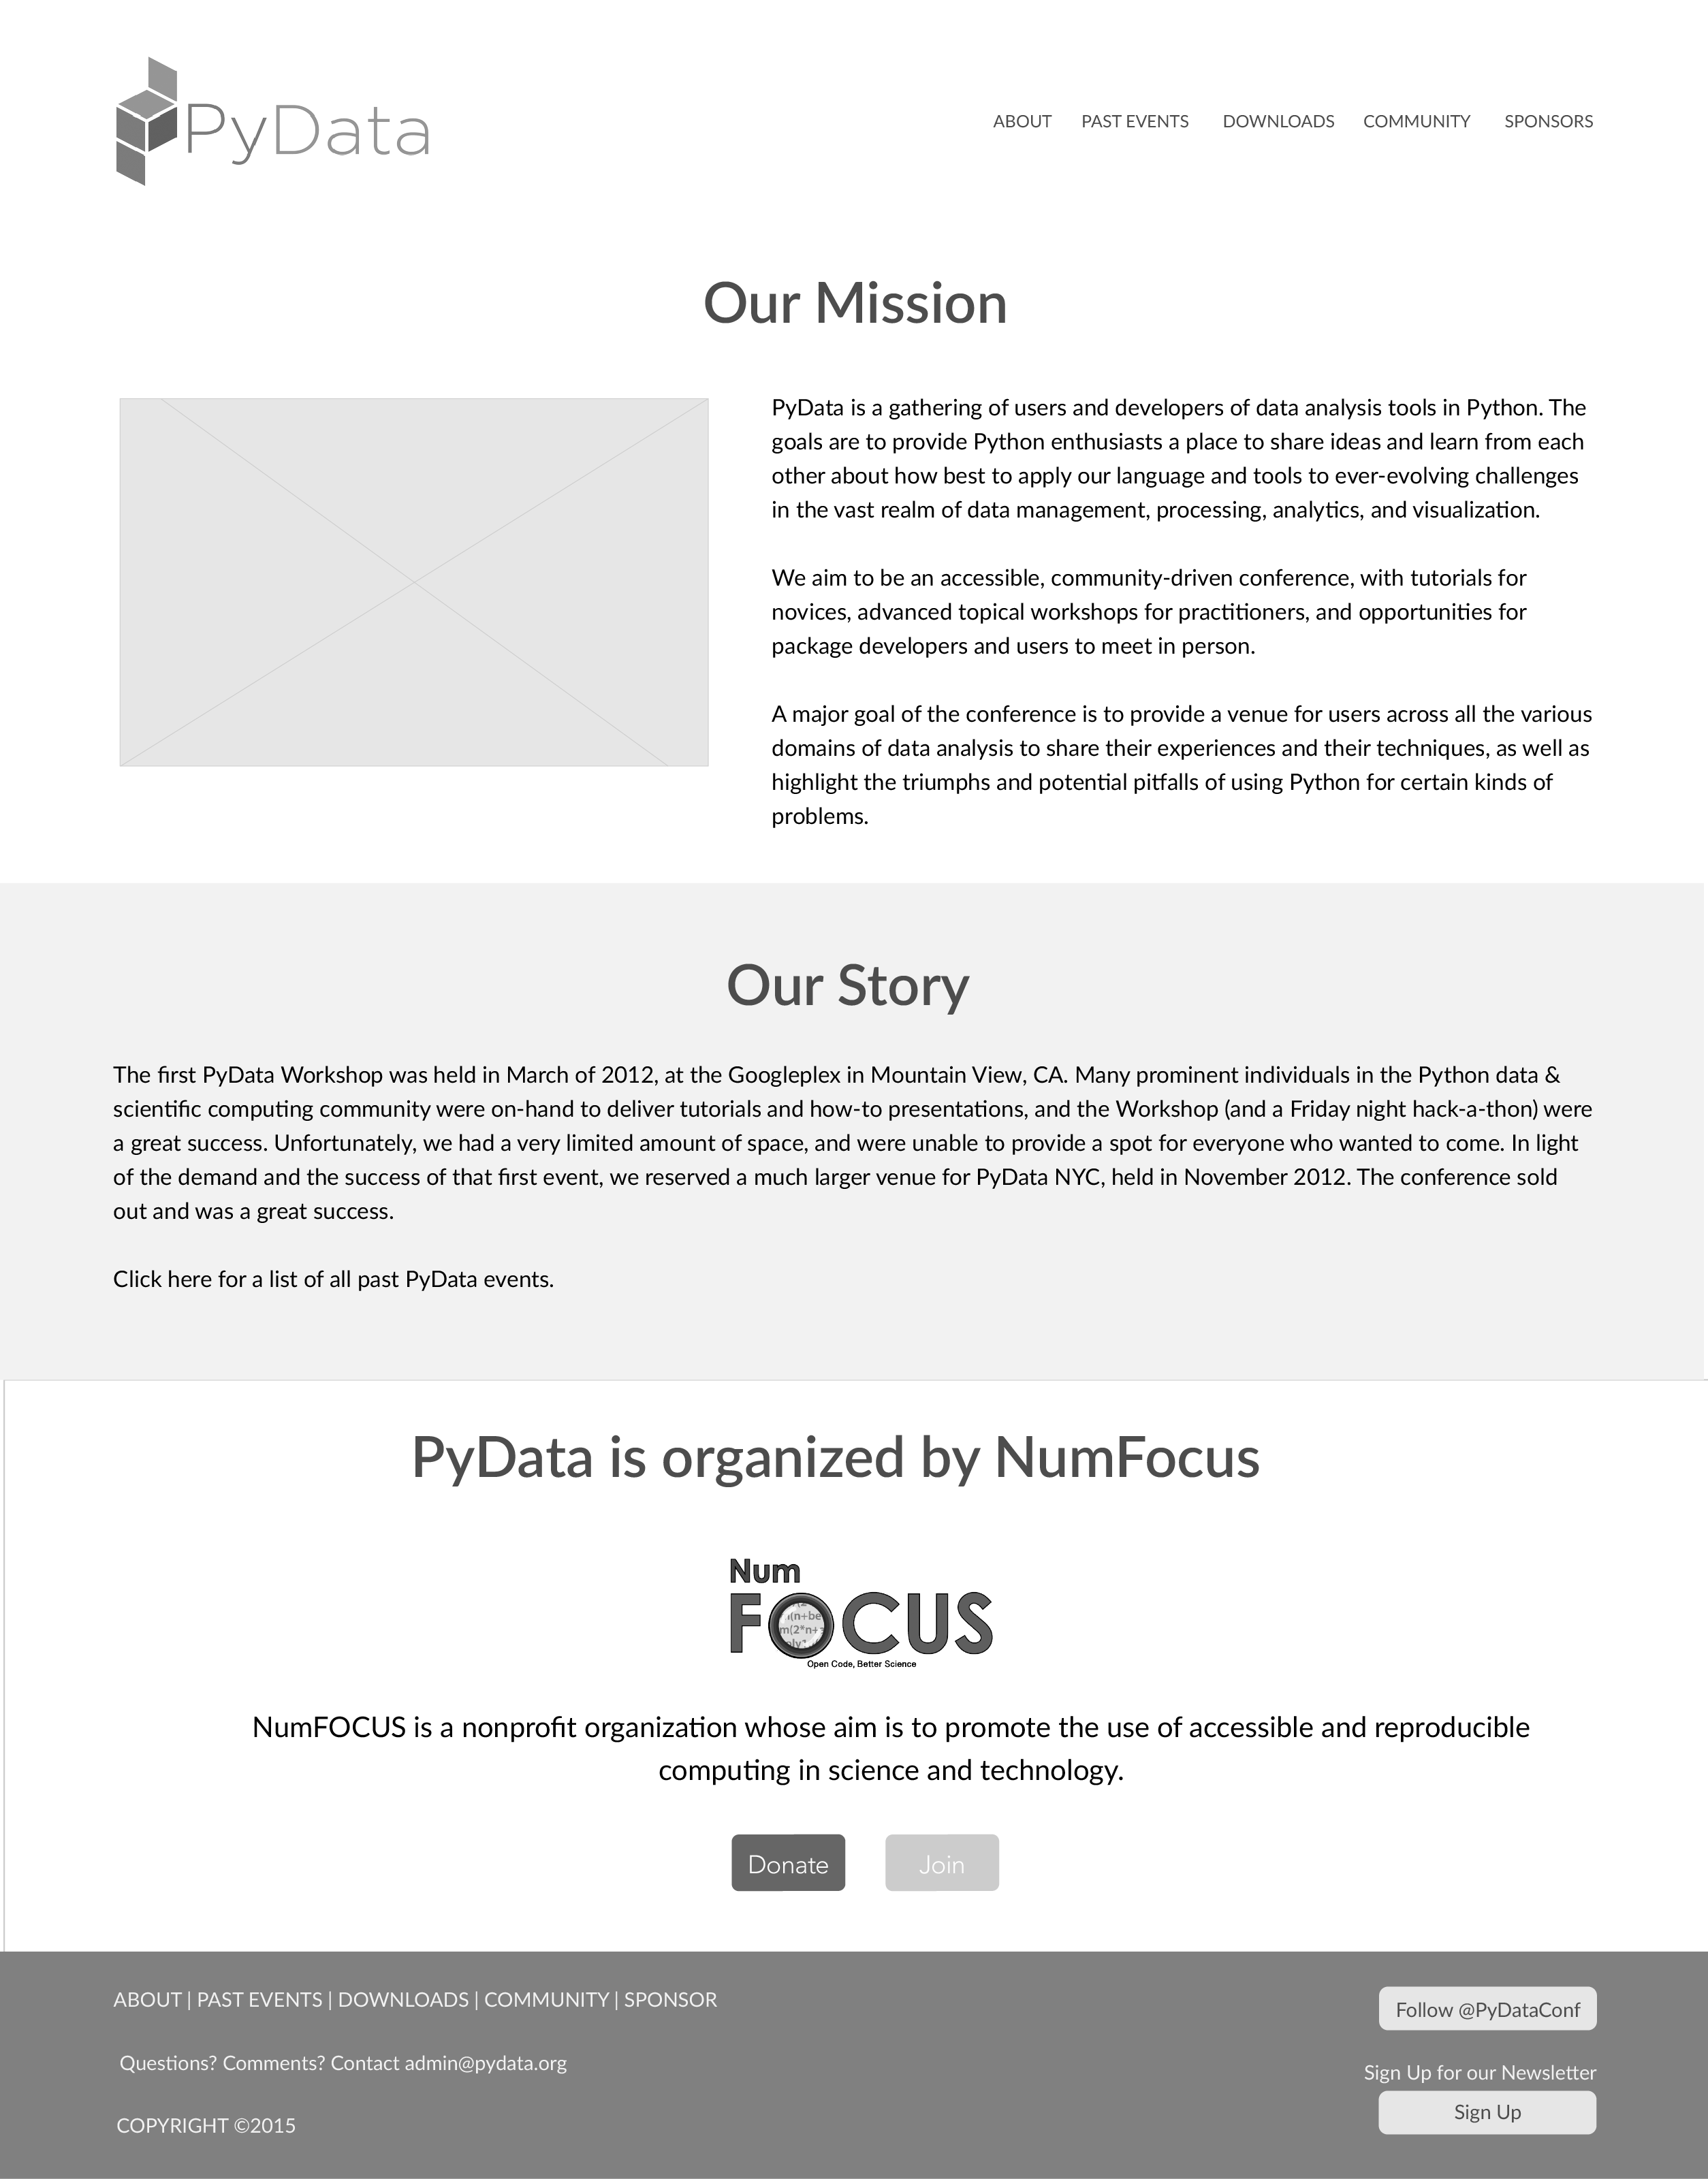 PyData
ABOUT PAST EVENTS DOWNLOADS COMMUNITY SPONSORS
Our Mission
PyData is a gathering of users and developers of data analysis tools in Python. The
goals are to provide Python enthusiasts a place to share ideas and learn from each
other about how best to apply our language and tools to ever-evolving challenges
in the vast realm of data management, processing, analytics, and visualization.
We aim to be an accessible, community-driven conference, with tutorials for
novices, advanced topical workshops for practitioners, and opportunities for
package developers and users to meet in person.
A major goal of the conference is to provide a venue for users across all the various
domains of data analysis to share their experiences and their techniques, as well as
highlight the triumphs and potential pitfalls of using Python for certain kinds of
problems.
Our Story
The first PyData Workshop was held in March of 2012, at the Googleplex in Mountain View, CA. Many prominent individuals in the Python data &
scientific computing community were on-hand to deliver tutorials and how-to presentations, and the Workshop (and a Friday night hack-a-thon) were
a great success. Unfortunately, we had a very limited amount of space, and were unable to provide a spot for everyone who wanted to come. In light
of the demand and the success of that first event, we reserved a much larger venue for PyData NYC, held in November 2012. The conference sold
out and was a great success.
Click here for a list of all past PyData events.
PyData is organized by NumFocus
Num
FOCUS
Open Code, Better Science
NumFOCUS is a nonprofit organization whose aim is to promote the use of accessible and reproducible
computing in science and technology.
Donate Join
ABOUT | PAST EVENTS | DOWNLOADS | COMMUNITY | SPONSOR
Follow @PyDataConf
Questions? Comments? Contact admin@pydata.org
Sign Up for our Newsletter
Sign Up
COPYRIGHT ©2015